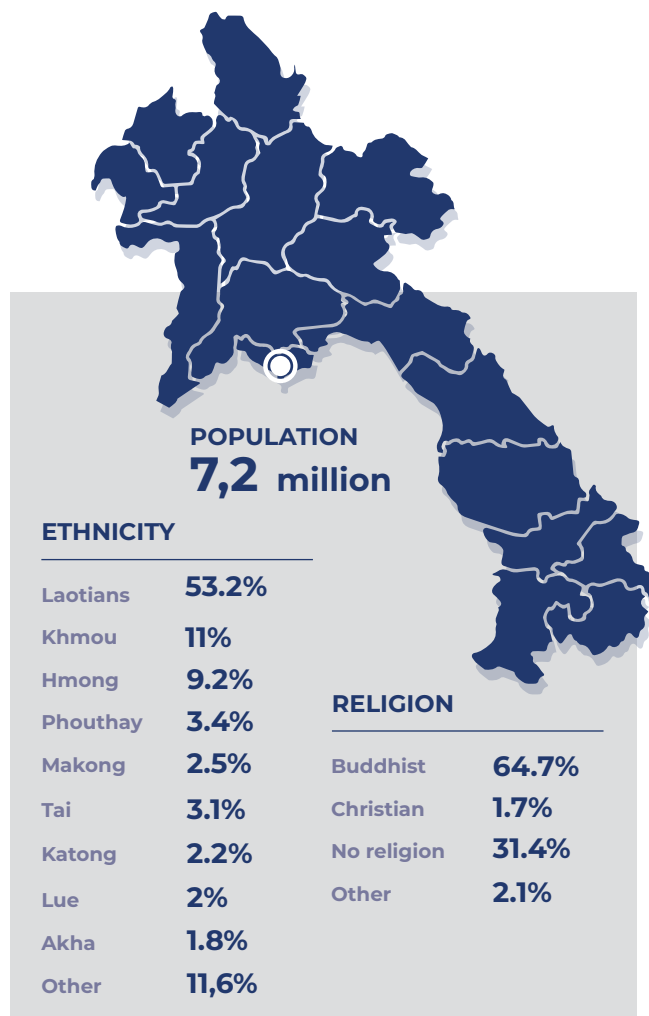 POPULATION
7,2 million
ETHNICITY
Laotians 53.2%
Khmou 11%
Hmong 9.2%
Phouthay 3.4%
Makong 2.5%
Tai 3.1%
Katong 2.2%
Lue 2%
Akha 1.8%
Other 11,6%
RELIGION
Buddhist 64.7%
Christian 1.7%
No religion 31.4%
Other 2.1%